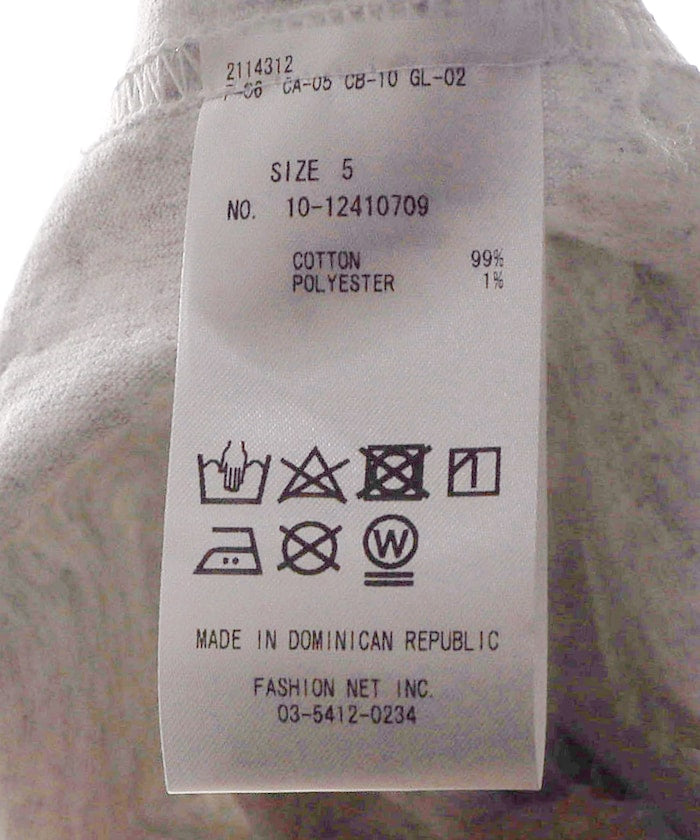 2114312
CA-05 CB-10 GL-02
SIZE 5
NO. 10-12410709
COTTON 99%
POLYESTER 1%
W
MADE IN DOMINICAN REPUBLIC
FASHION NET INC.
03-5412-0234